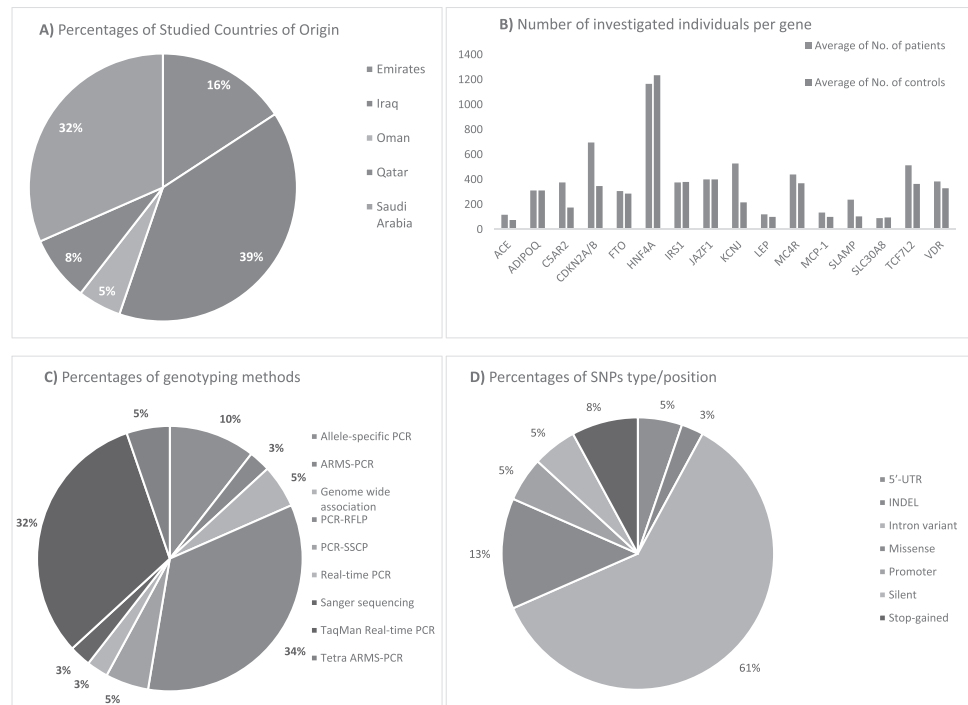 A) Percentages of Studied Countries of Origin
16%
32%
39%
8%
5%
Emirates
Iraq
Oman
Qatar
Saudi
Arabia
B) Number of investigated individuals per gene
Average of No. of patients
Average of No. of controls
1400
1200
1000
800
600
400
200
0
ACE
ADIPOQ
C5AR2
CDKN2A/B
FTO
HNF4A
IRS1
JAZF1
KCNJ
LEP
MC4R
MCP-1
SLAMP
SLC30A8
TCF7L2
VDR
C) Percentages of genotyping methods
5%
10%
3%
5%
32%
34%
3%
3%
5%
Allele-specific PCR
ARMS-PCR
Genome wide
association
PCR-RFLP
PCR-SSCP
Real-time PCR
Sanger sequencing
TaqMan Real-time PCR
Tetra ARMS-PCR
D) Percentages of SNPs type/position
8%
5%
3%
5%
5%
13%
61%
5'-UTR
INDEL
Intron variant
Missense
Promoter
Silent
Stop-gained